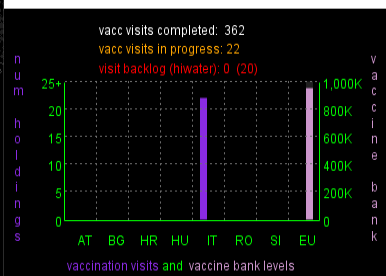 vacc visits completed: 362
vacc visits in progress: 22
visit backlog (hiwater): 0 (20)
num holdings
vaccine bank
25+ 1,000K
20 800K
15 600K
10 400K
5 200K
0 0
AT BG HR HU IT RO SI EU
vaccination visits and vaccine bank levels